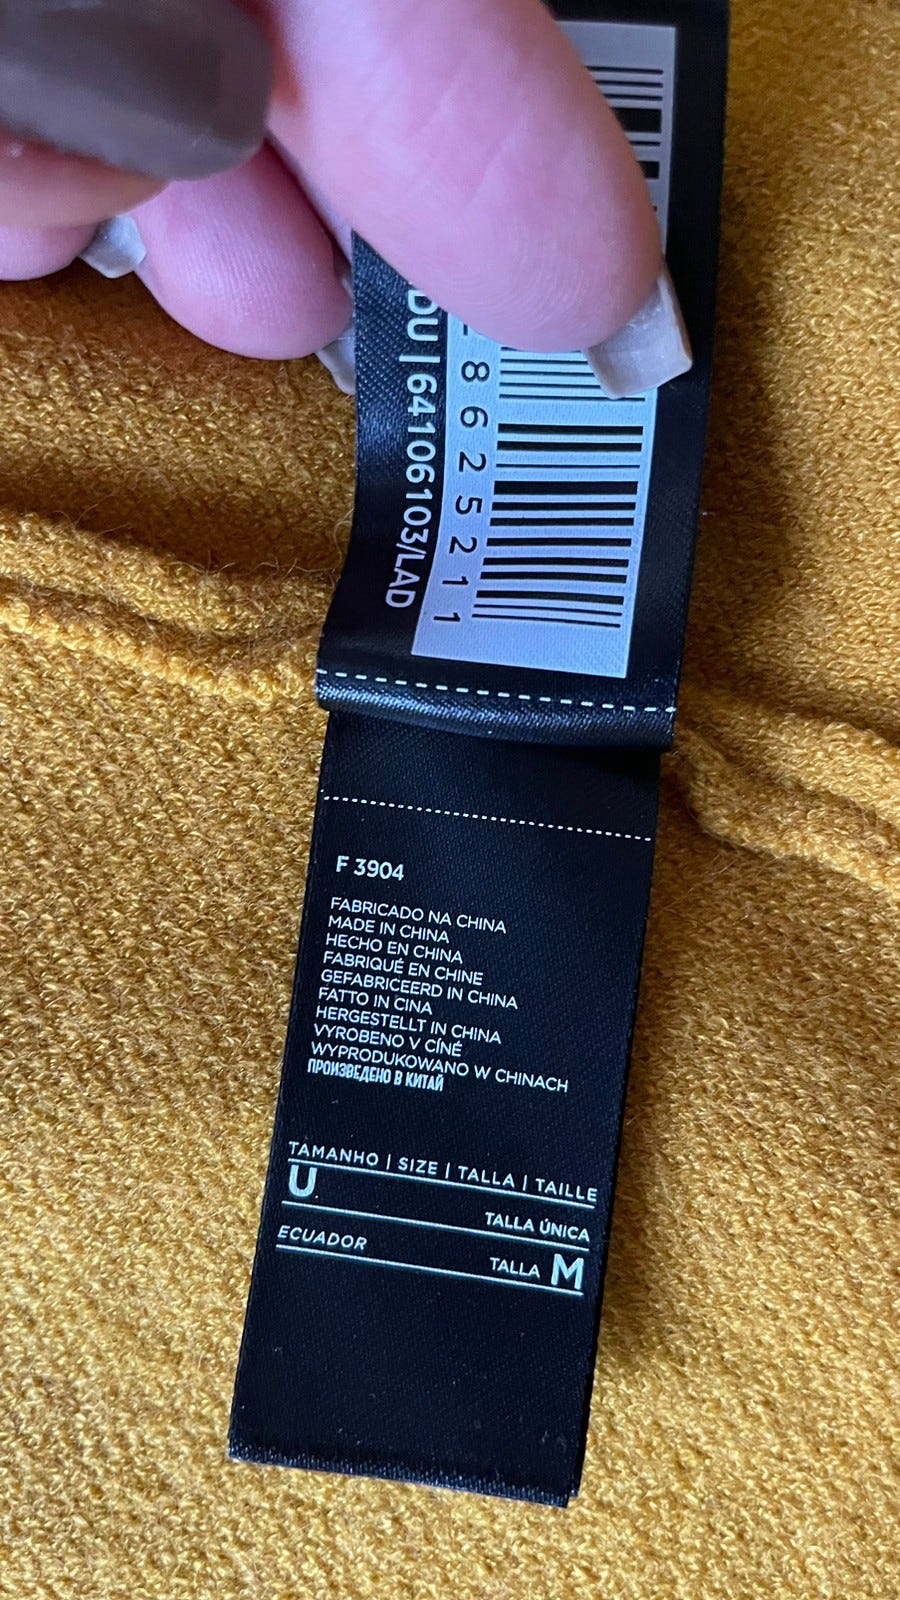 DU | 64106103/LAD
8625211
F 3904
FABRICADO NA CHINA
MADE IN CHINA
HECHO EN CHINA
FABRIQUÉ EN CHINE
GEFABRICEERD IN CHINA
FATTO IN CINA
HERGESTELLT IN CHINA
VYROBENO V CÍNÉ
WYPRODUKOWANO W CHINACH
ПРОИЗВЕДЕНО В КИТАЙ
TAMANHO | SIZE | TALLA | TAILLE
U
TALLA ÚNICA
ECUADOR
TALLA M